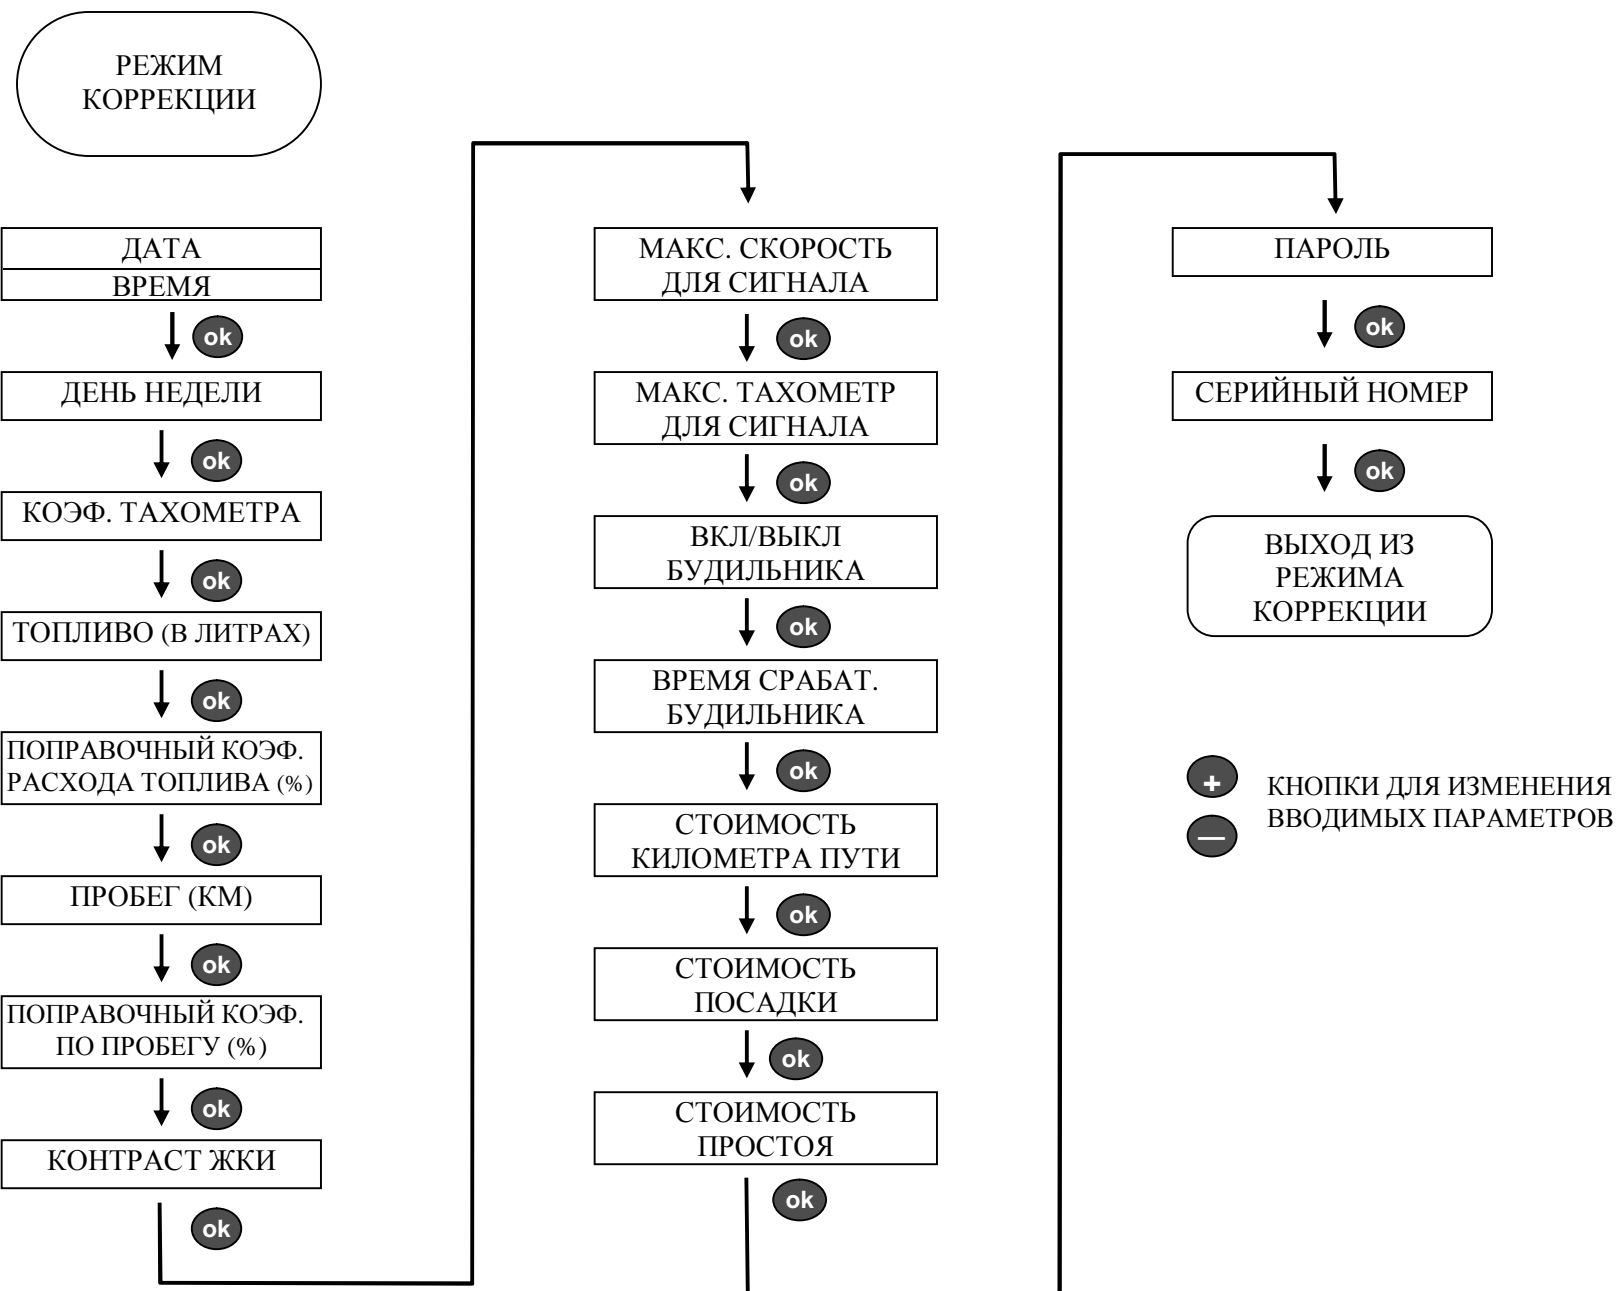 РЕЖИМ
КОРРЕКЦИИ
ДАТА
ВРЕМЯ
ok
ДЕНЬ НЕДЕЛИ
ok
КОЭФ. ТАХОМЕТРА
ok
ТОПЛИВО (В ЛИТРАХ)
ok
ПОПРАВОЧНЫЙ КОЭФ.
РАСХОДА ТОПЛИВА (%)
ok
ПРОБЕГ (КМ)
ok
ПОПРАВОЧНЫЙ КОЭФ.
ПО ПРОБЕГУ (%)
ok
КОНТРАСТ ЖКИ
ok
МАКС. СКОРОСТЬ
ДЛЯ СИГНАЛА
ok
МАКС. ТАХОМЕТР
ДЛЯ СИГНАЛА
ok
ВКЛ/ВЫКЛ
БУДИЛЬНИКА
ok
ВРЕМЯ СРАБАТ.
БУДИЛЬНИКА
ok
СТОИМОСТЬ
КИЛОМЕТРА ПУТИ
ok
СТОИМОСТЬ
ПОСАДКИ
ok
СТОИМОСТЬ
ПРОСТОЯ
ok
ПАРОЛЬ
ok
СЕРИЙНЫЙ НОМЕР
ok
ВЫХОД ИЗ
РЕЖИМА
КОРРЕКЦИИ
+
—
КНОПКИ ДЛЯ ИЗМЕНЕНИЯ
ВВОДИМЫХ ПАРАМЕТРОВ